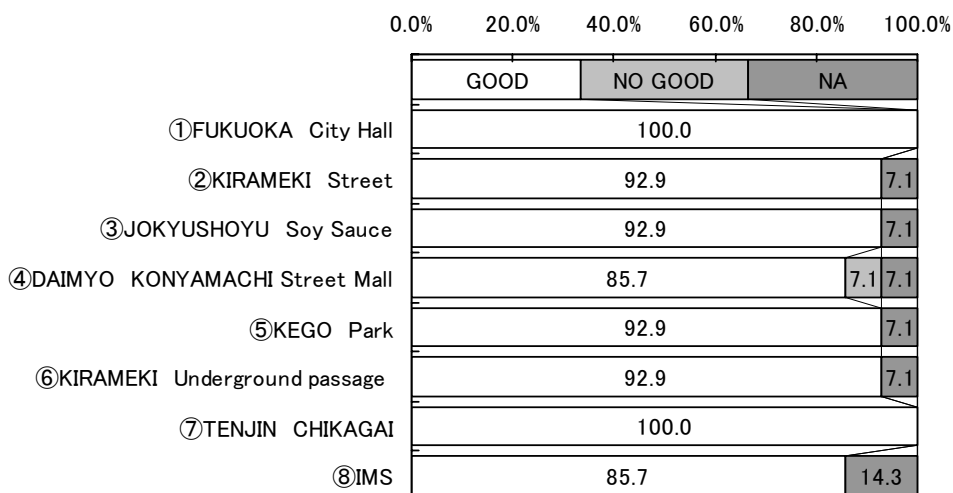 0.0% 20.0% 40.0% 60.0% 80.0% 100.0%
GOOD NO GOOD NA
①FUKUOKA City Hall 100.0
②KIRAMEKI Street 92.9 7.1
③JOKYUSHOYU Soy Sauce 92.9 7.1
④DAIMYO KONYAMACHI Street Mall 85.7 7.1 7.1
⑤KEGO Park 92.9 7.1
⑥KIRAMEKI Underground passage 92.9 7.1
⑦TENJIN CHIKAGAI 100.0
⑧IMS 85.7 14.3